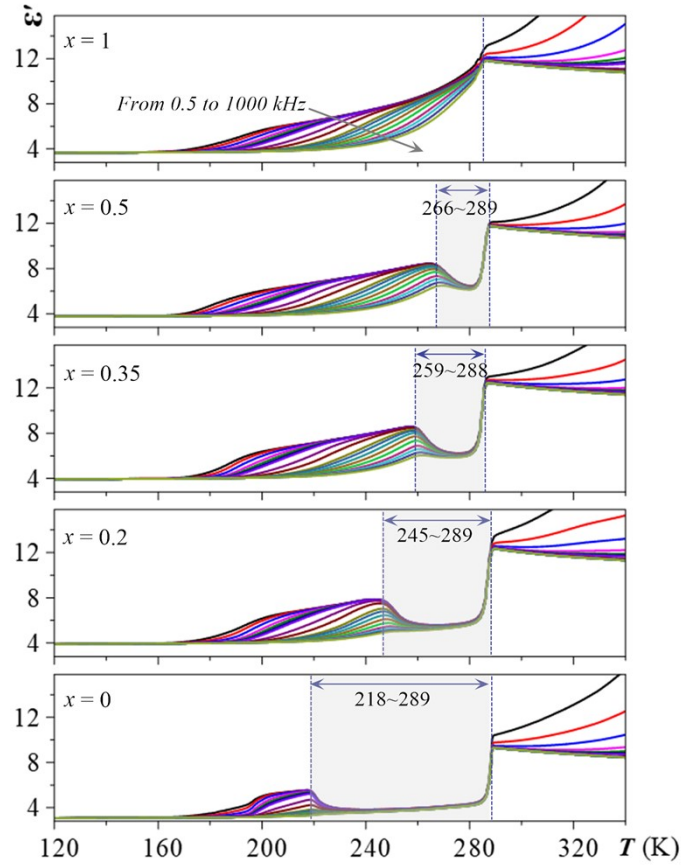 ε'
x = 1
12
8
4
From 0.5 to 1000 kHz
x = 0.5
12
8
4
266~289
x = 0.35
12
8
4
259~288
x = 0.2
12
8
4
245~289
x = 0
12
8
4
218~289
120 160 200 240 280 320 T (K)